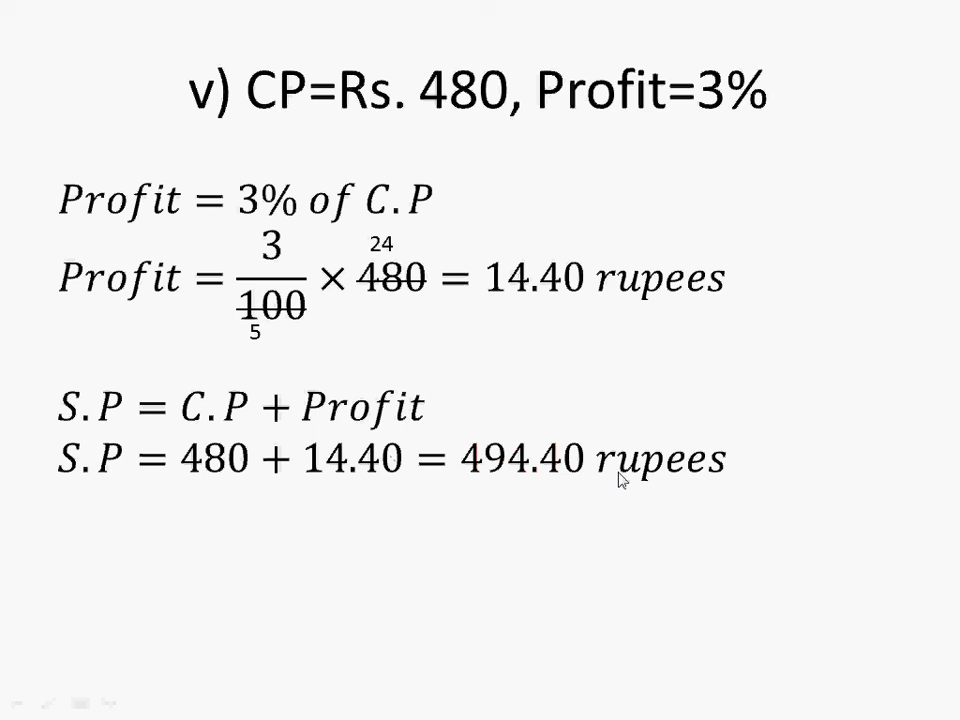 v) CP=Rs. 480, Profit=3%
Profit = 3% of C.P
24
Profit = 3/100 × 480 = 14.40 rupees
5
S.P = C.P + Profit
S.P = 480 + 14.40 = 494.40 rupees